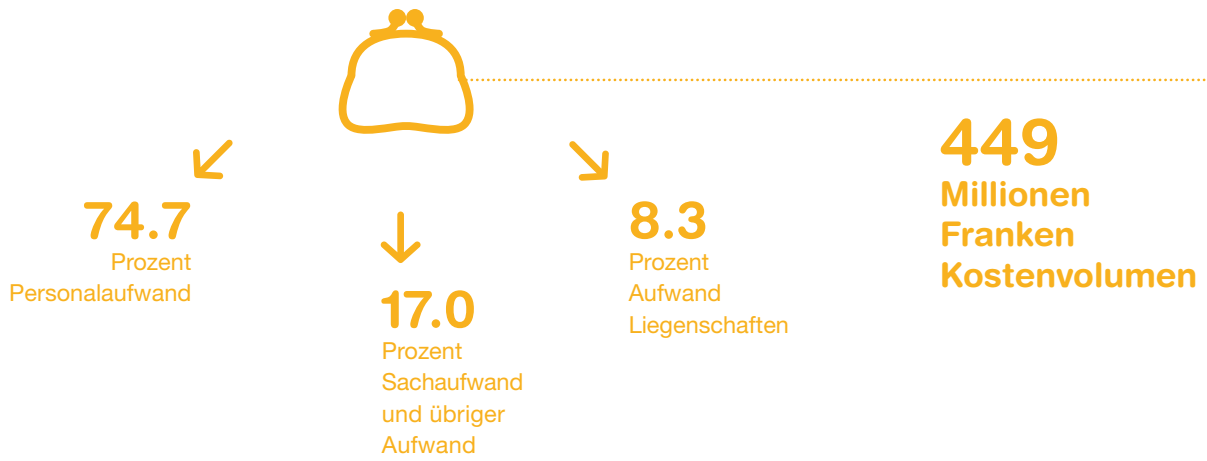 74.7
Prozent
Personalaufwand
17.0
Prozent
Sachaufwand
und übriger
Aufwand
8.3
Prozent
Aufwand
Liegenschaften
449
Millionen
Franken
Kostenvolumen